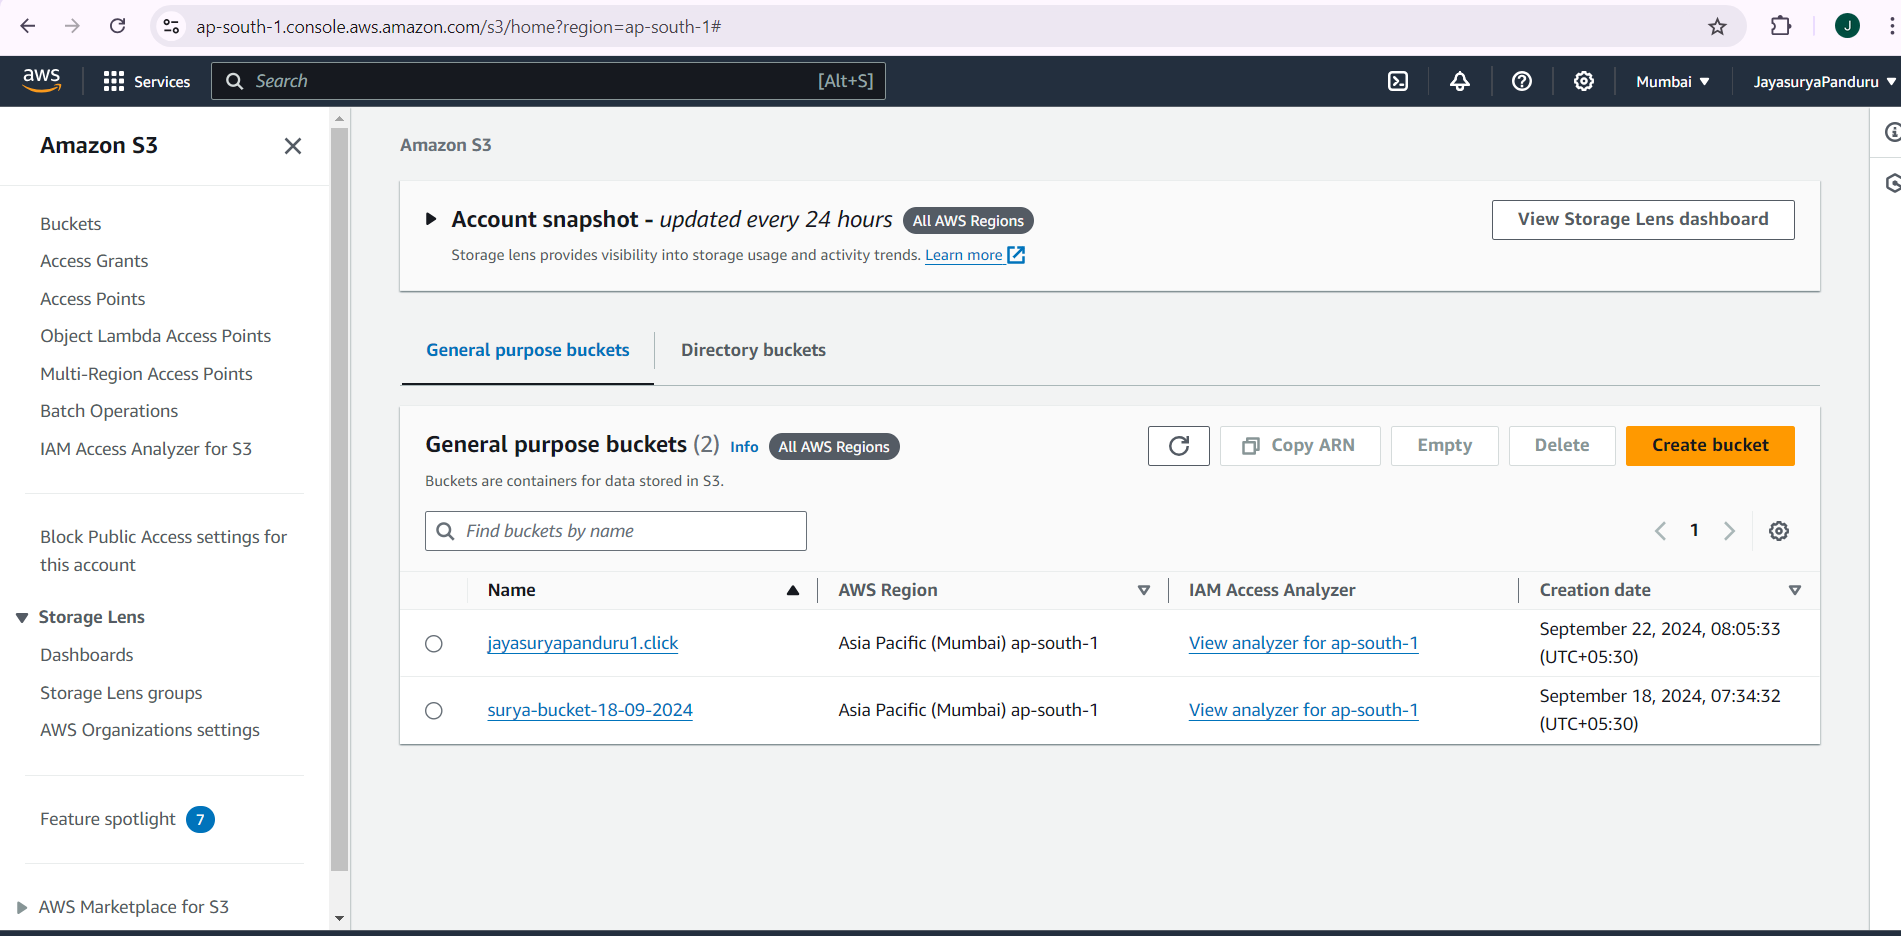 ap-south-1.console.aws.amazon.com/s3/home?region=ap-south-1#
J
aws
Services
Search
[Alt+S]
Mumbai
JayasuryaPanduru
Amazon S3
Buckets
Access Grants
Access Points
Object Lambda Access Points
Multi-Region Access Points
Batch Operations
IAM Access Analyzer for S3
Block Public Access settings for
this account
Storage Lens
Dashboards
Storage Lens groups
AWS Organizations settings
Feature spotlight 7
AWS Marketplace for S3
Amazon S3
Account snapshot - updated every 24 hours All AWS Regions
View Storage Lens dashboard
Storage lens provides visibility into storage usage and activity trends. Learn more
General purpose buckets
Directory buckets
General purpose buckets (2) Info All AWS Regions
Copy ARN
Empty
Delete
Create bucket
Buckets are containers for data stored in S3.
Find buckets by name
1
Name
AWS Region
IAM Access Analyzer
Creation date
jayasuryapanduru1.click
Asia Pacific (Mumbai) ap-south-1
View analyzer for ap-south-1
September 22, 2024, 08:05:33
(UTC+05:30)
surya-bucket-18-09-2024
Asia Pacific (Mumbai) ap-south-1
View analyzer for ap-south-1
September 18, 2024, 07:34:32
(UTC+05:30)